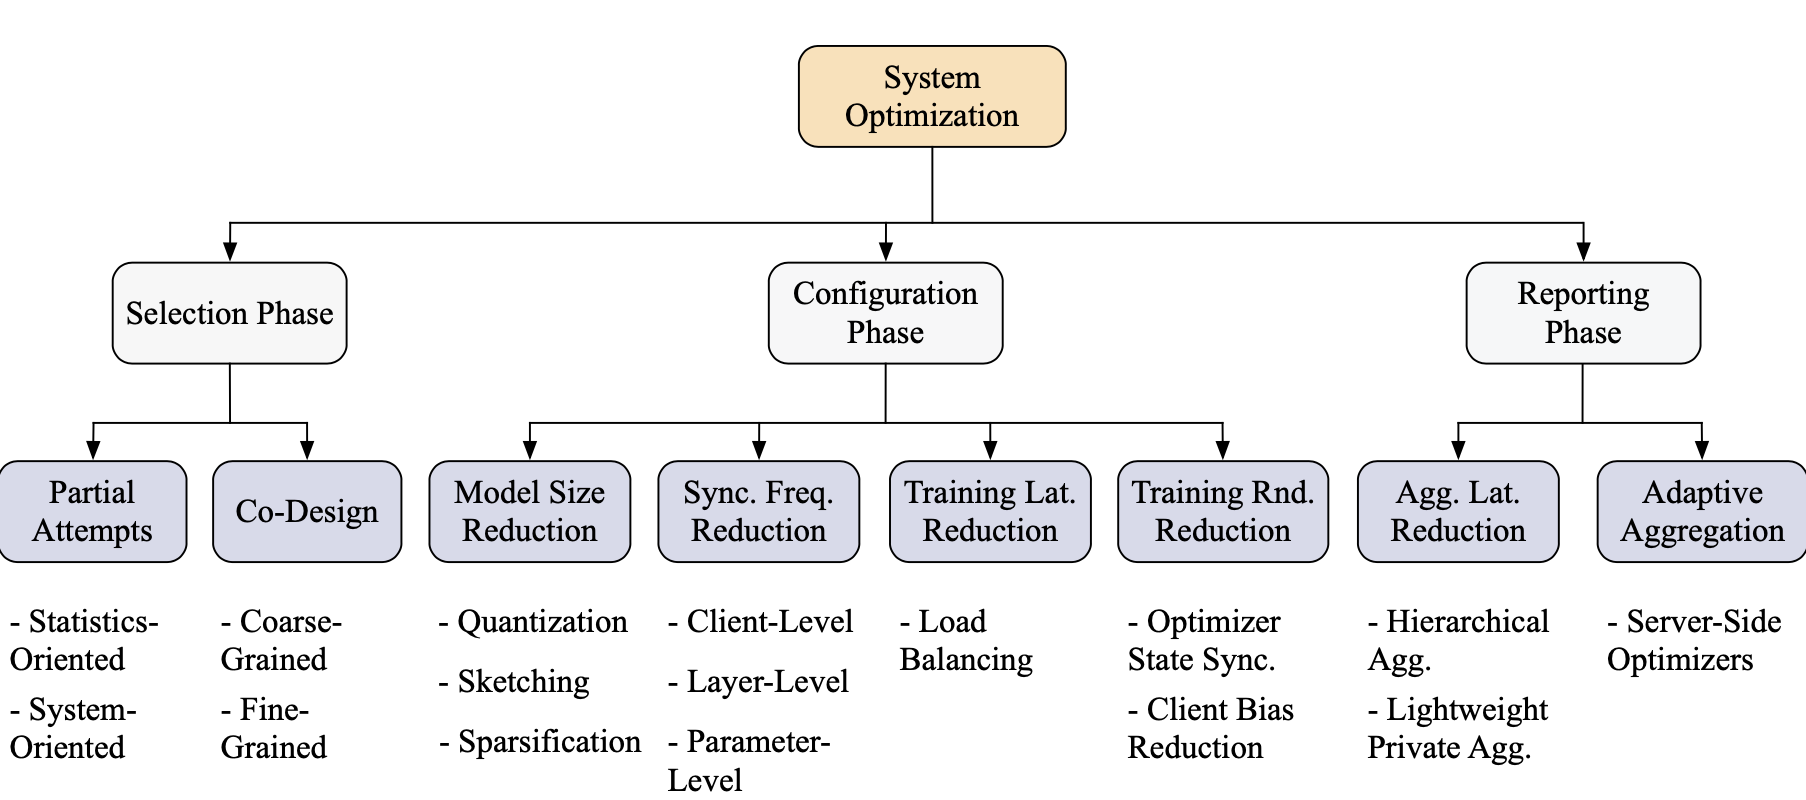 System
Optimization
Selection Phase
Configuration
Phase
Reporting
Phase
Partial
Attempts
Co-Design
Model Size
Reduction
Sync. Freq.
Reduction
Training Lat.
Reduction
Training Rnd.
Reduction
Agg. Lat.
Reduction
Adaptive
Aggregation
- Statistics-
Oriented
- System-
Oriented
- Coarse-
Grained
- Fine-
Grained
- Quantization
- Sketching
- Sparsification
- Client-Level
- Layer-Level
- Parameter-
Level
- Load
Balancing
- Optimizer
State Sync.
- Client Bias
Reduction
- Hierarchical
Agg.
- Lightweight
Private Agg.
- Server-Side
Optimizers